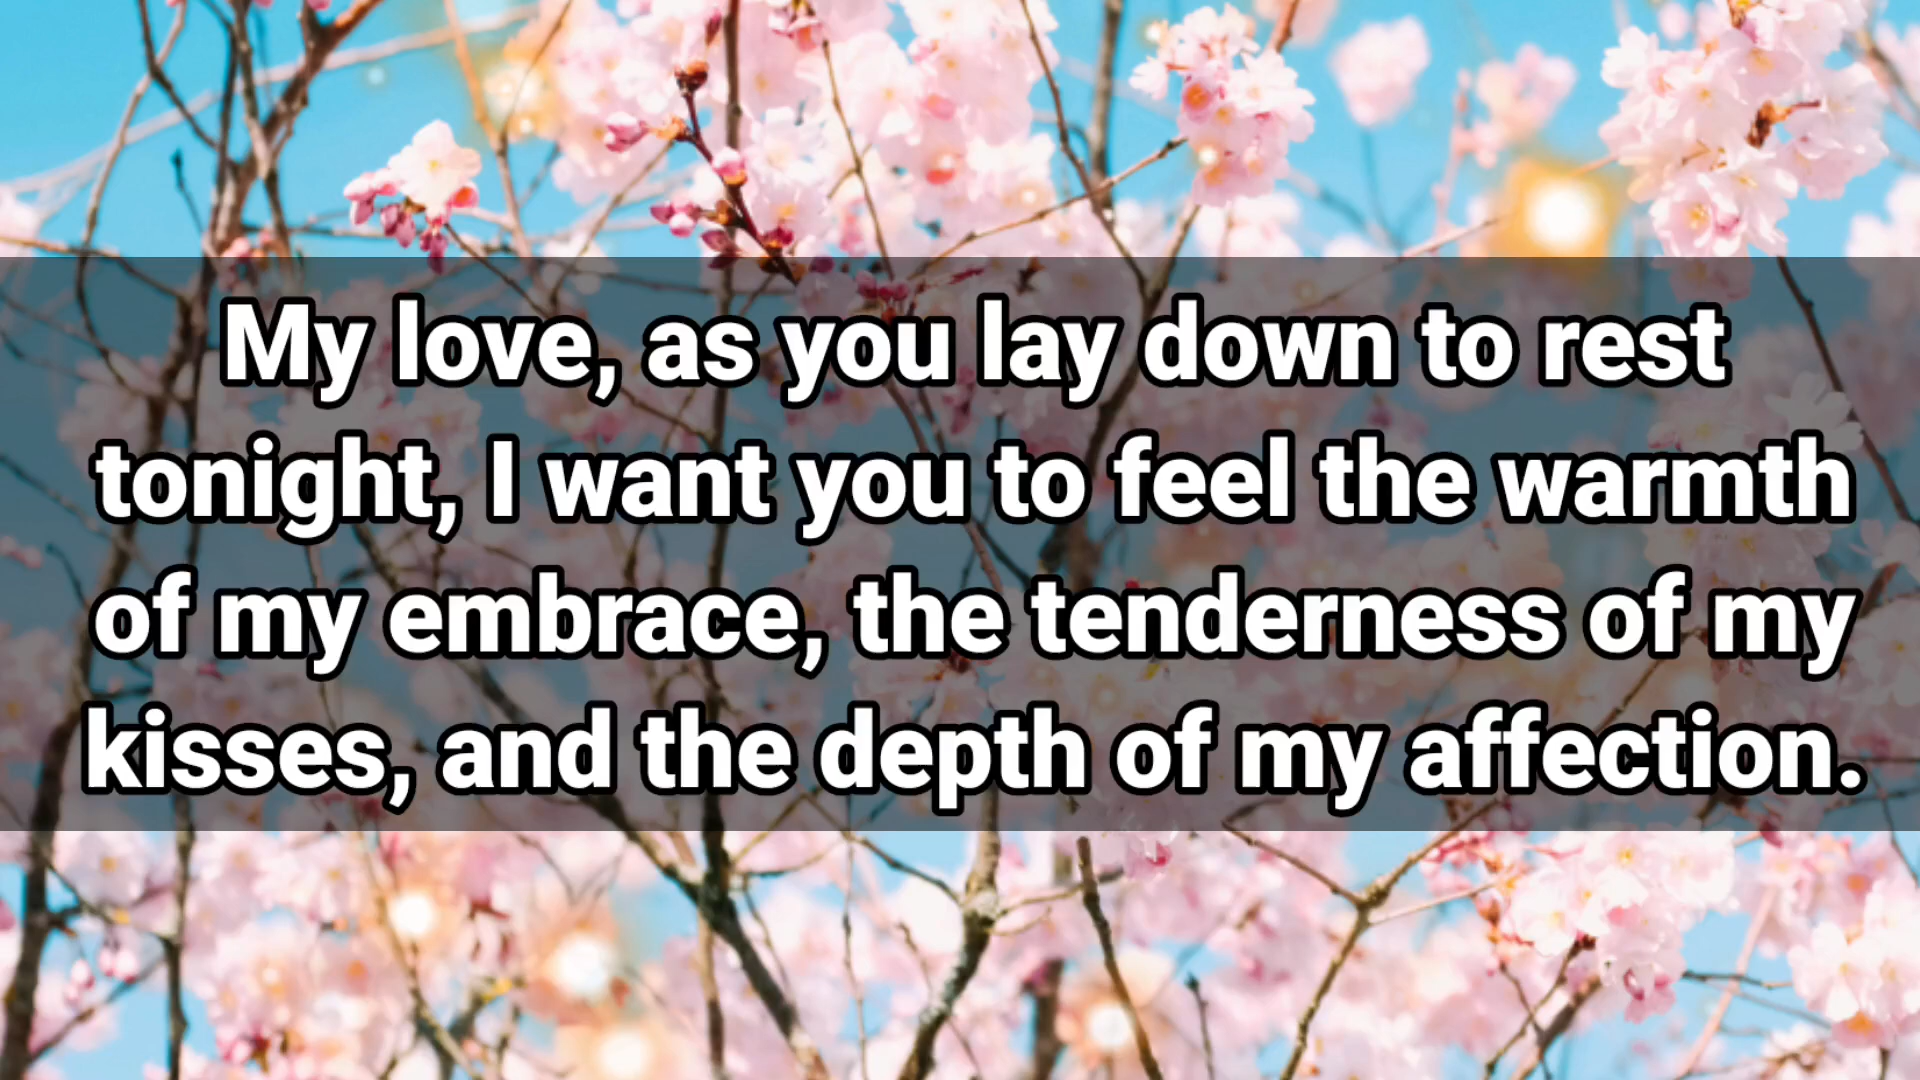 My love, as you lay down to rest
tonight, I want you to feel the warmth
of my embrace, the tenderness of my
kisses, and the depth of my affection.